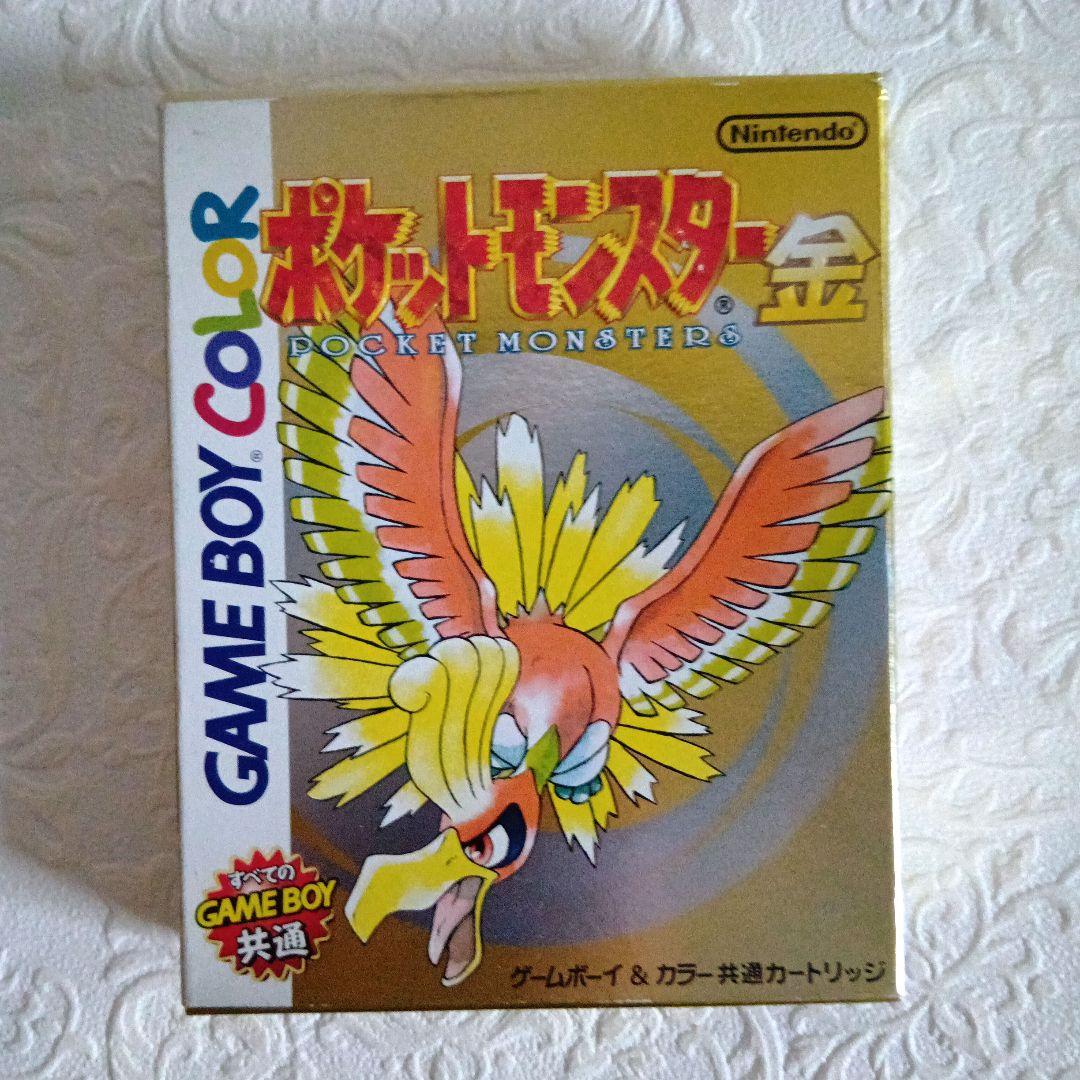 Nintendo®
ポケットモンスター®金
POCKET MONSTERS
GAME BOY® COLOR
すべての
GAME BOY
共通
ゲームボーイ & カラー共通カートリッジ